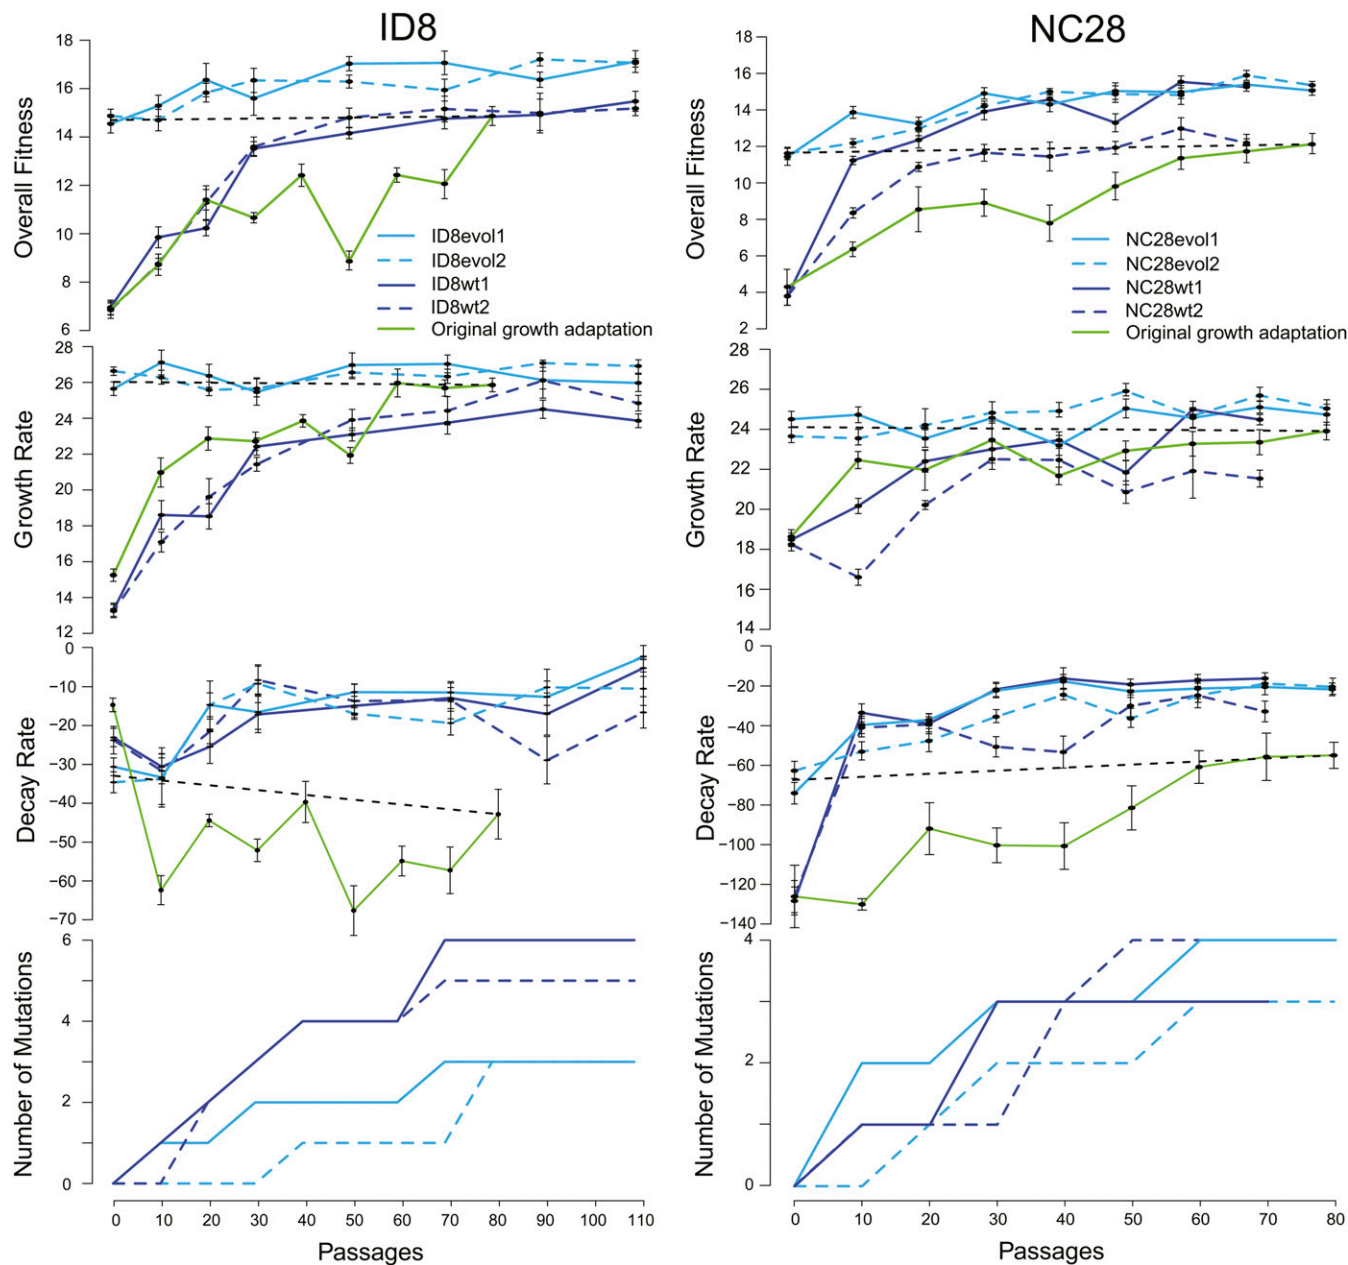 ID8
NC28
18
16
14
12
10
8
6
Overall Fitness
ID8evol1
ID8evol2
ID8wt1
ID8wt2
Original growth adaptation
18
16
14
12
10
8
6
4
2
Overall Fitness
NC28evol1
NC28evol2
NC28wt1
NC28wt2
Original growth adaptation
28
26
24
22
20
18
16
14
12
Growth Rate
28
26
24
22
20
18
16
14
Growth Rate
0
−10
−20
−30
−40
−50
−60
−70
Decay Rate
0
−20
−40
−60
−80
−100
−120
−140
Decay Rate
6
4
2
0
Number of Mutations
4
2
0
Number of Mutations
0 10 20 30 40 50 60 70 80 90 100 110
Passages
0 10 20 30 40 50 60 70 80
Passages